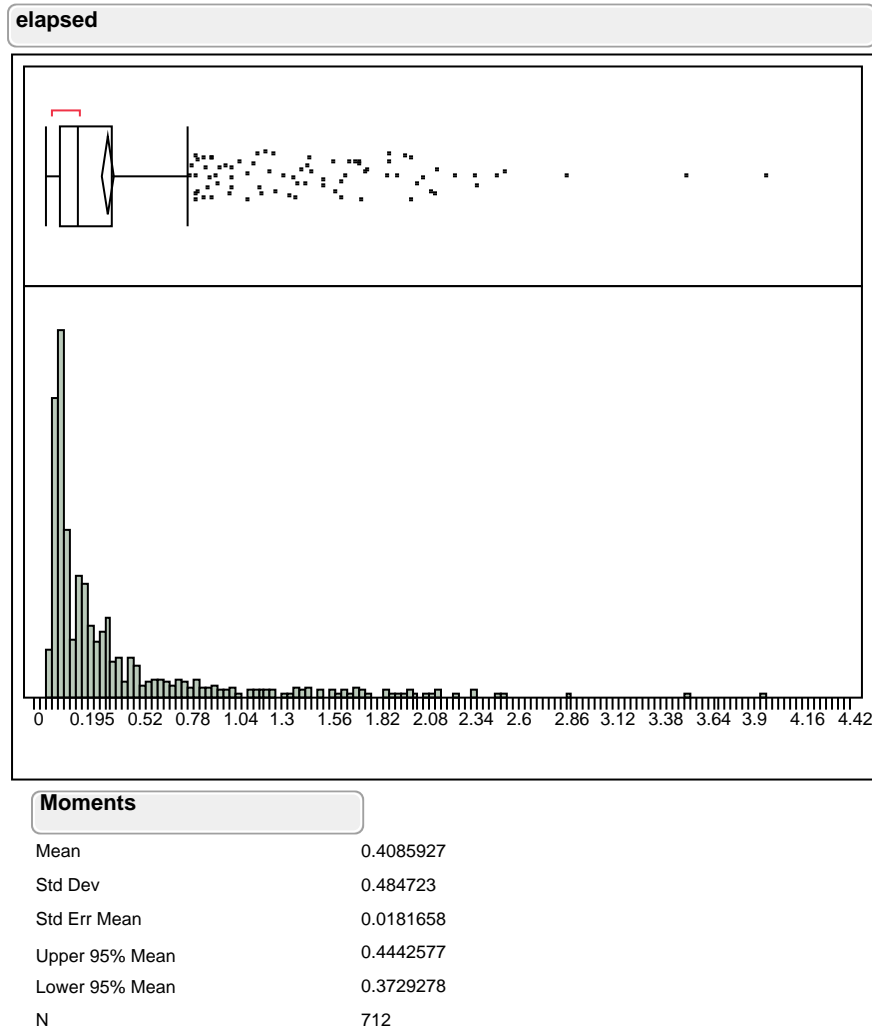 elapsed
0 0.195 0.52 0.78 1.04 1.3 1.56 1.82 2.08 2.34 2.6 2.86 3.12 3.38 3.64 3.9 4.16 4.42
Moments
Mean 0.4085927
Std Dev 0.484723
Std Err Mean 0.0181658
Upper 95% Mean 0.4442577
Lower 95% Mean 0.3729278
N 712